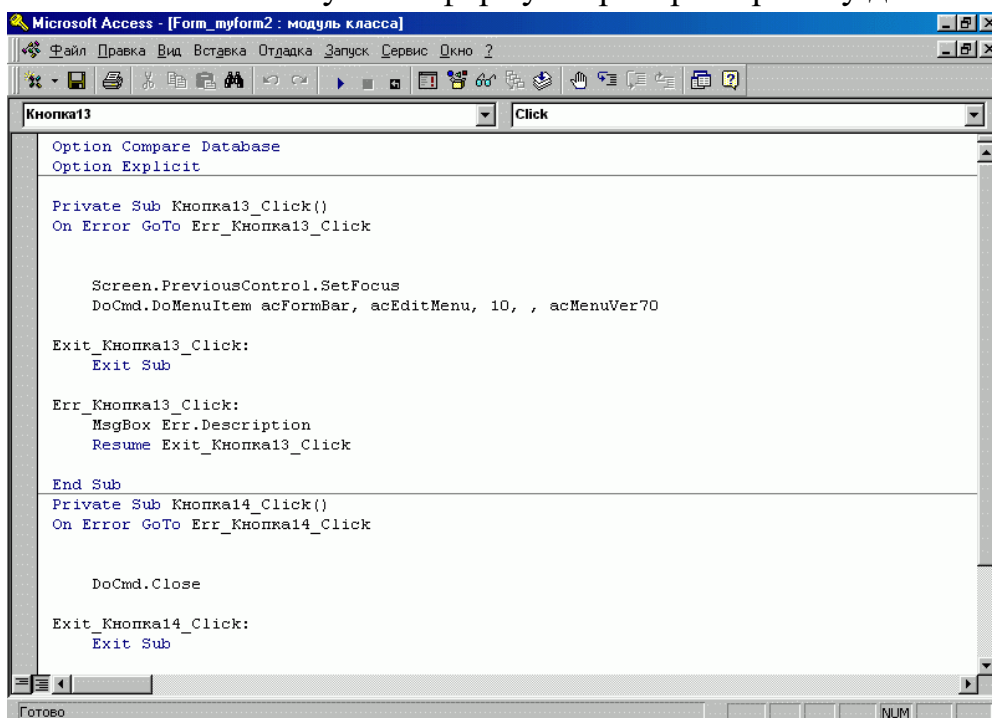 Microsoft Access - [Form_myform2 : модуль класса]
Файл Правка Вид Вставка Отладка Запуск Сервис Окно ?
Кнопка13 Click
Option Compare Database
Option Explicit
Private Sub Кнопка13_Click()
On Error GoTo Err_Кнопка13_Click
Screen.PreviousControl.SetFocus
DoCmd.DoMenuItem acFormBar, acEditMenu, 10, , acMenuVer70
Exit_Кнопка13_Click:
Exit Sub
Err_Кнопка13_Click:
MsgBox Err.Description
Resume Exit_Кнопка13_Click
End Sub
Private Sub Кнопка14_Click()
On Error GoTo Err_Кнопка14_Click
DoCmd.Close
Exit_Кнопка14_Click:
Exit Sub
Готово NUM